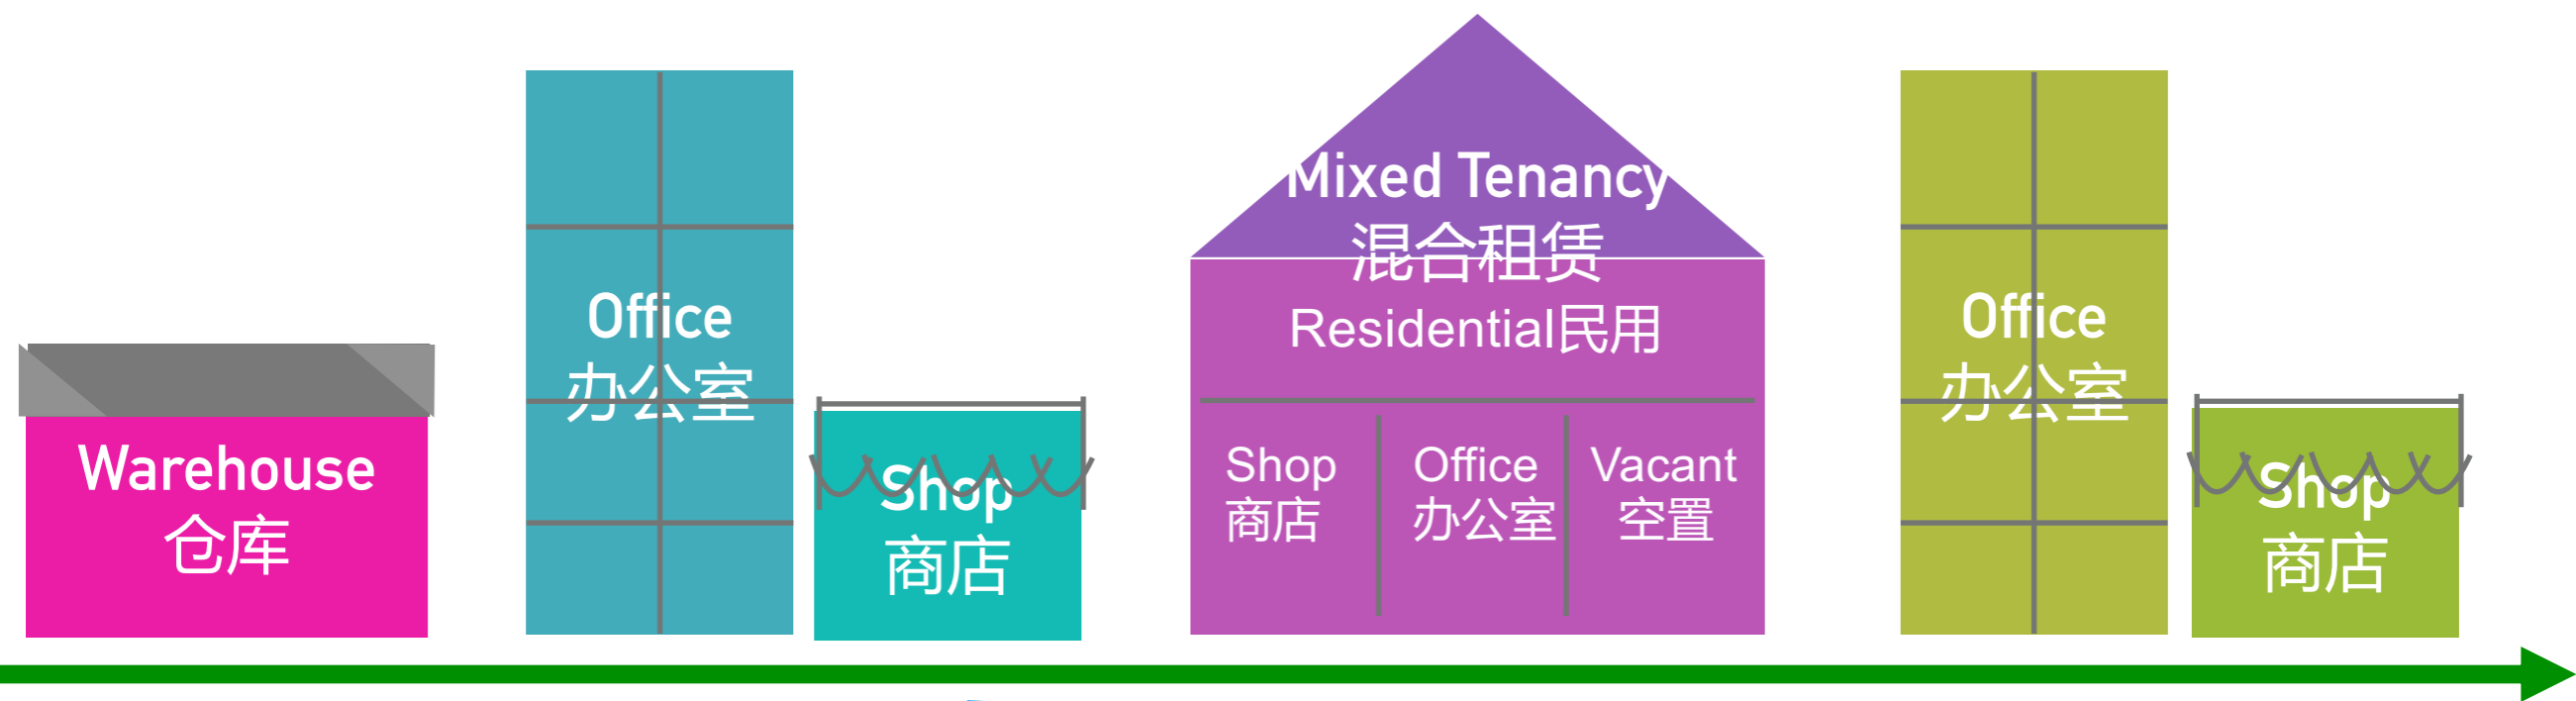 Warehouse
仓库
Office
办公室
Shop
商店
Mixed Tenancy
混合租赁
Residential民用
Shop
商店
Office
办公室
Vacant
空置
Office
办公室
Shop
商店